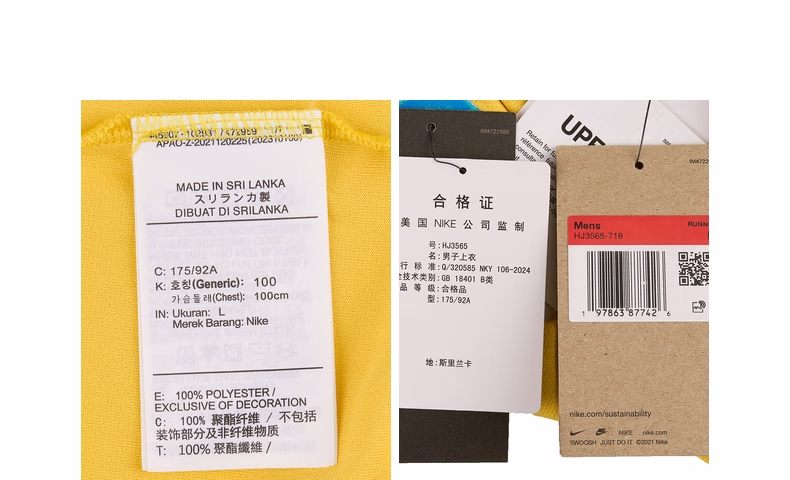 APAO-Z-2021120225(20231016)
MADE IN SRI LANKA
スリランカ製
DIBUAT DI SRILANKA
C: 175/92A
K: 호칭(Generic): 100
가슴둘레(Chest): 100cm
IN: Ukuran: L
Merek Barang: Nike
E: 100% POLYESTER /
EXCLUSIVE OF DECORATION
C: 100% 聚酯纤维 / 不包括
装饰部分及非纤维物质
T: 100% 聚酯纖維 /
合格证
美国 NIKE 公司监制
号:HJ3565
名:男子上衣
行 标 准:Q/320585 NKY 106-2024
全技术类别:GB 18401 B类
品 等 级:合格品
型:175/92A
地:斯里兰卡
Retain for
reference.
UPF
Mens
RUNN
HJ3565-718
1 97863 87742 6
nike.com/sustainability
NIKE nike.com
SWOOSH JUST DO IT. ©2021 Nike